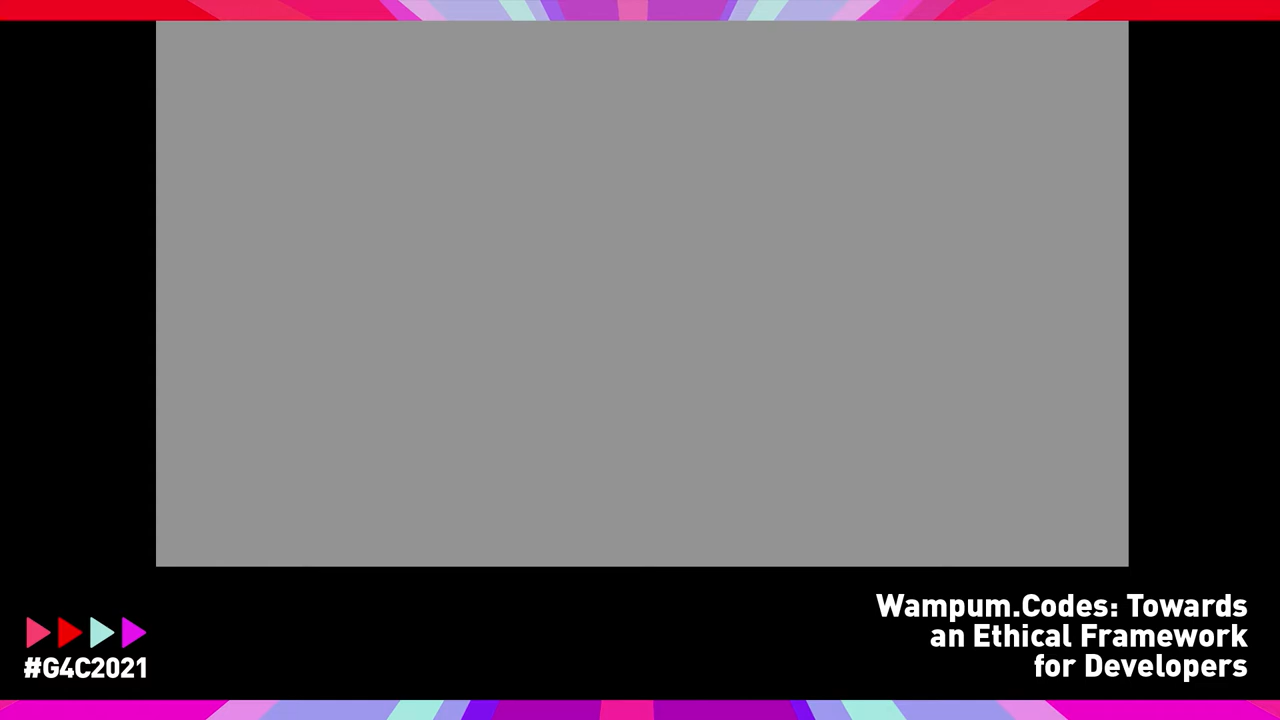 Wampum.Codes: Towards
an Ethical Framework
for Developers
#G4C2021